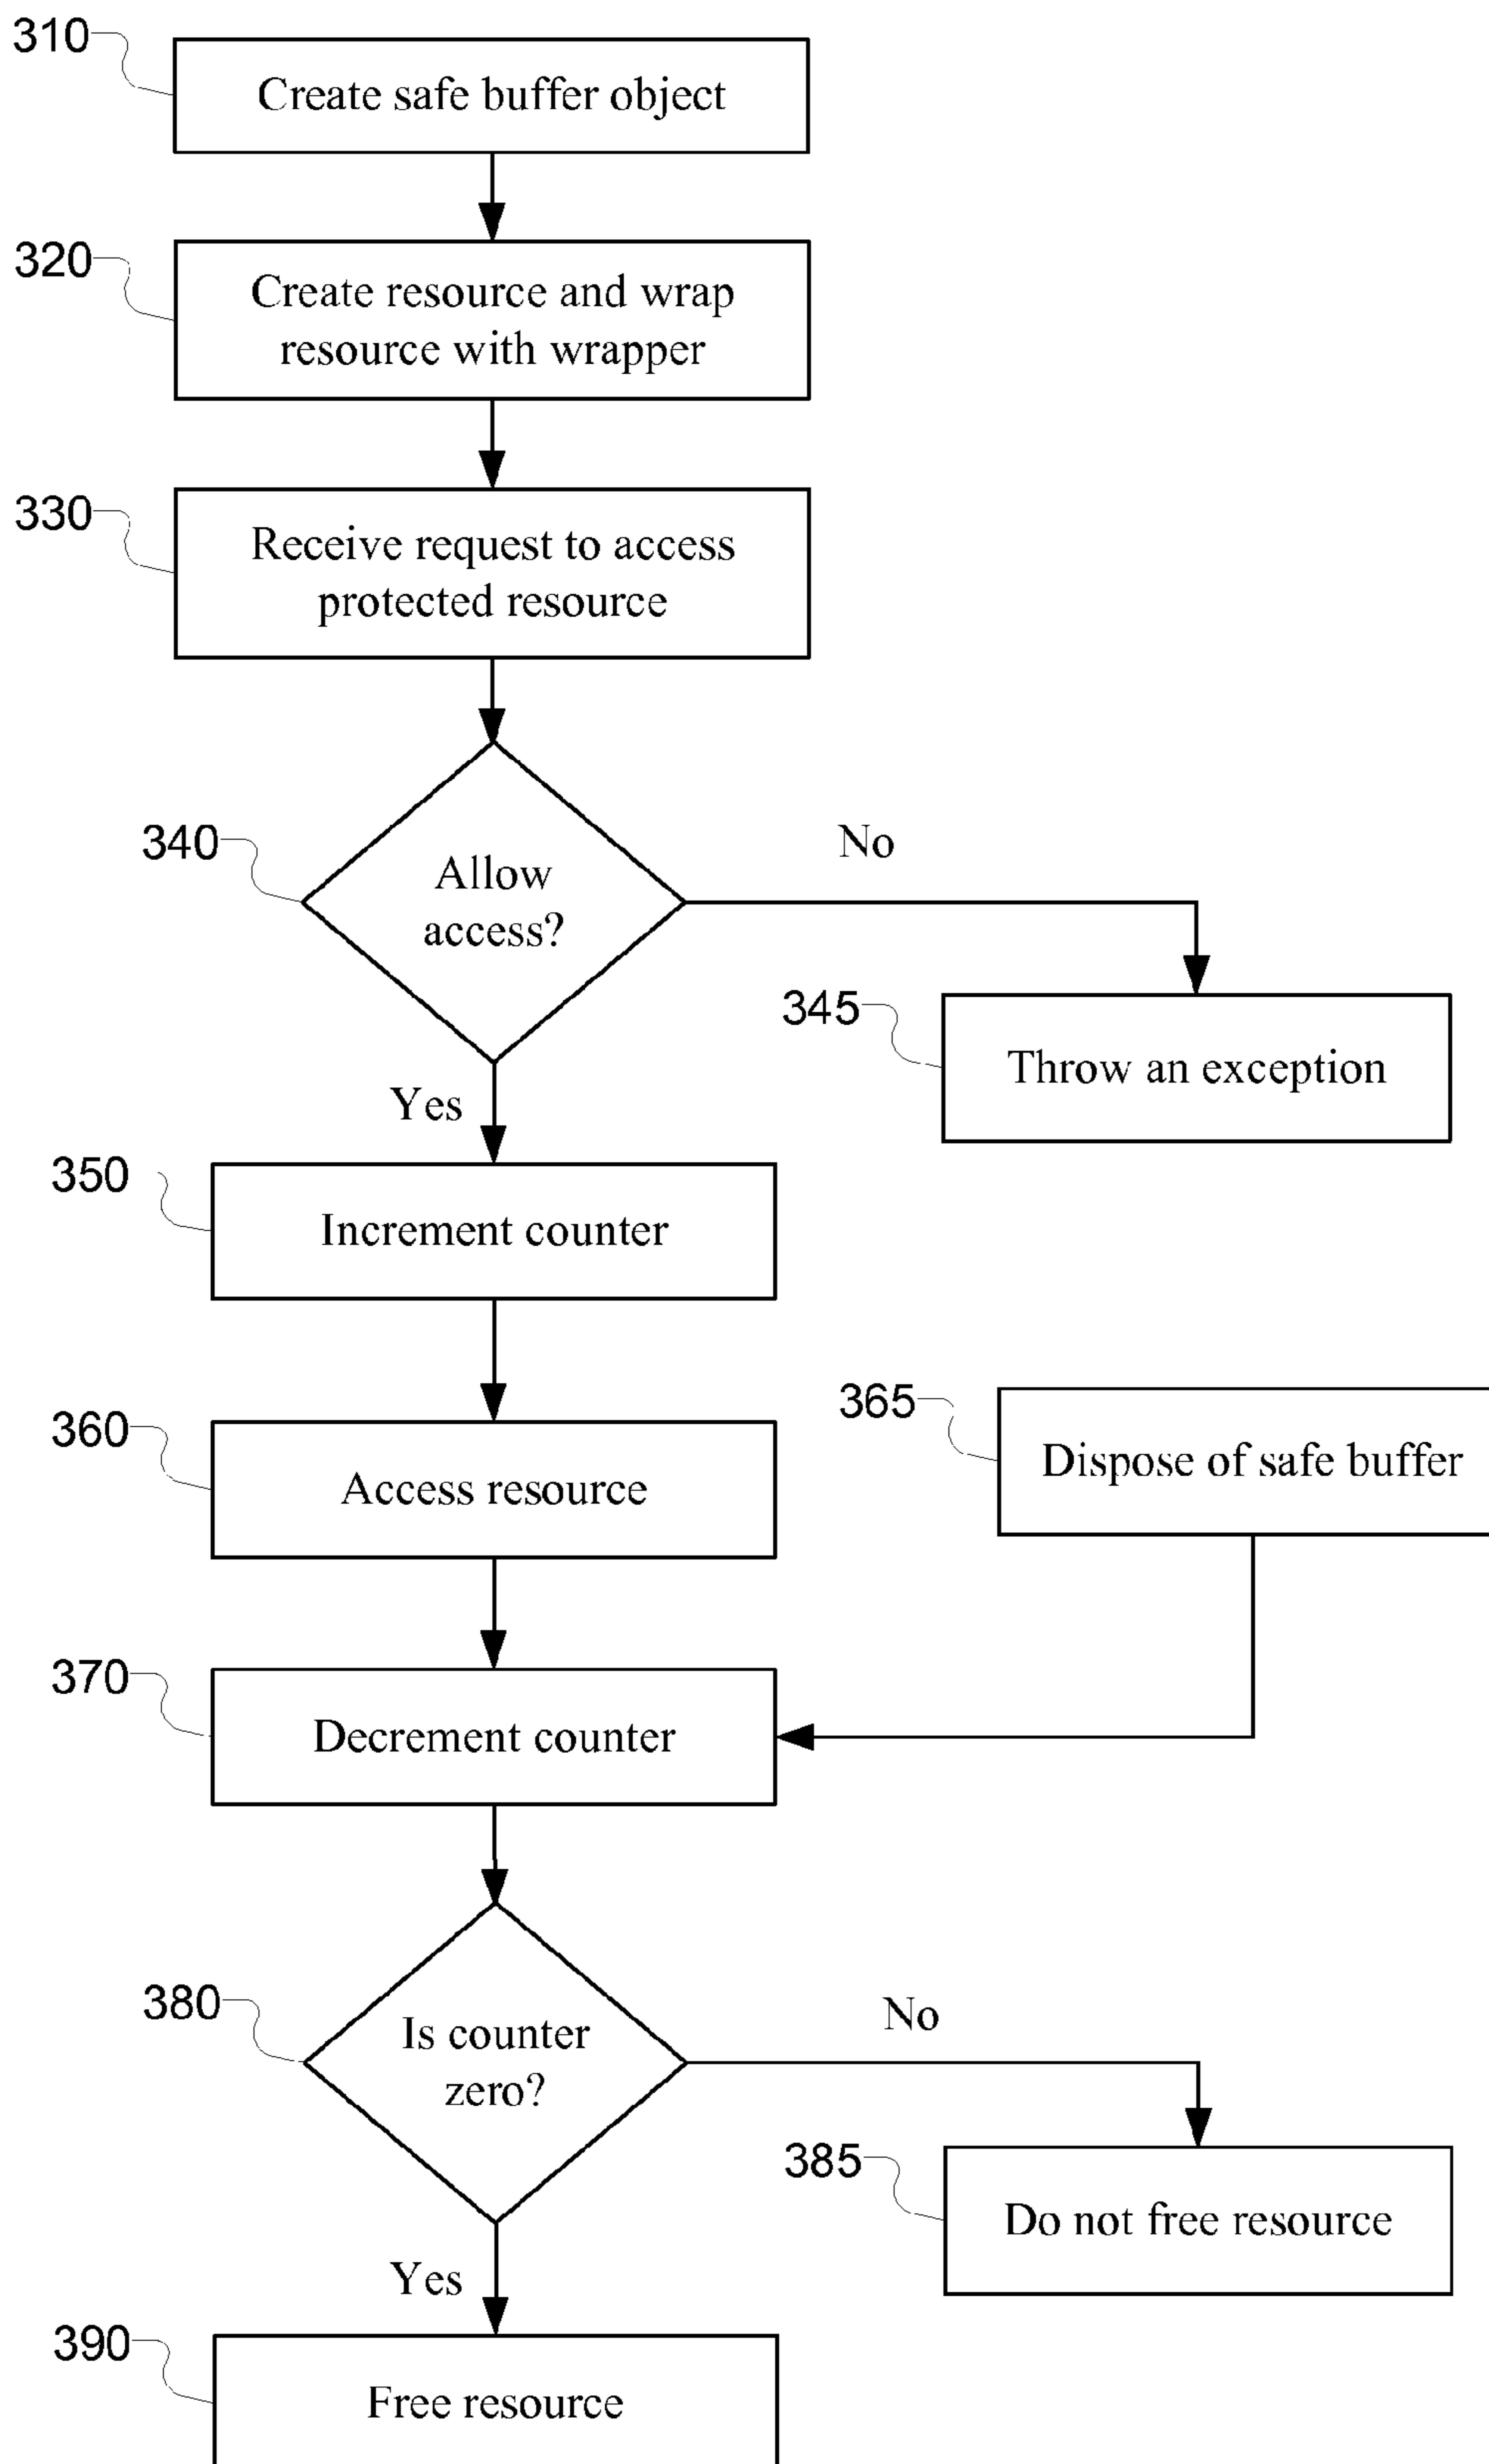 310
Create safe buffer object
320
Create resource and wrap
resource with wrapper
330
Receive request to access
protected resource
340
Allow
access?
No
345
Throw an exception
Yes
350
Increment counter
360
Access resource
365
Dispose of safe buffer
370
Decrement counter
380
Is counter
zero?
No
385
Do not free resource
Yes
390
Free resource